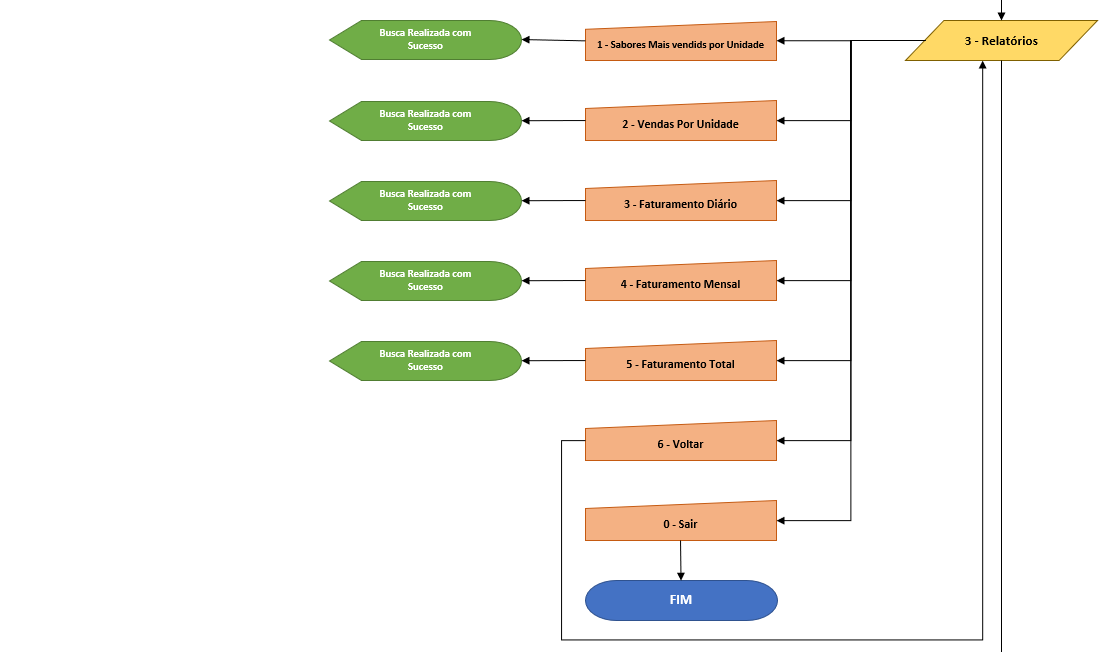 Busca Realizada com
Sucesso
1 - Sabores Mais vendids por Unidade
3 - Relatórios
Busca Realizada com
Sucesso
2 - Vendas Por Unidade
Busca Realizada com
Sucesso
3 - Faturamento Diário
Busca Realizada com
Sucesso
4 - Faturamento Mensal
Busca Realizada com
Sucesso
5 - Faturamento Total
6 - Voltar
0 - Sair
FIM